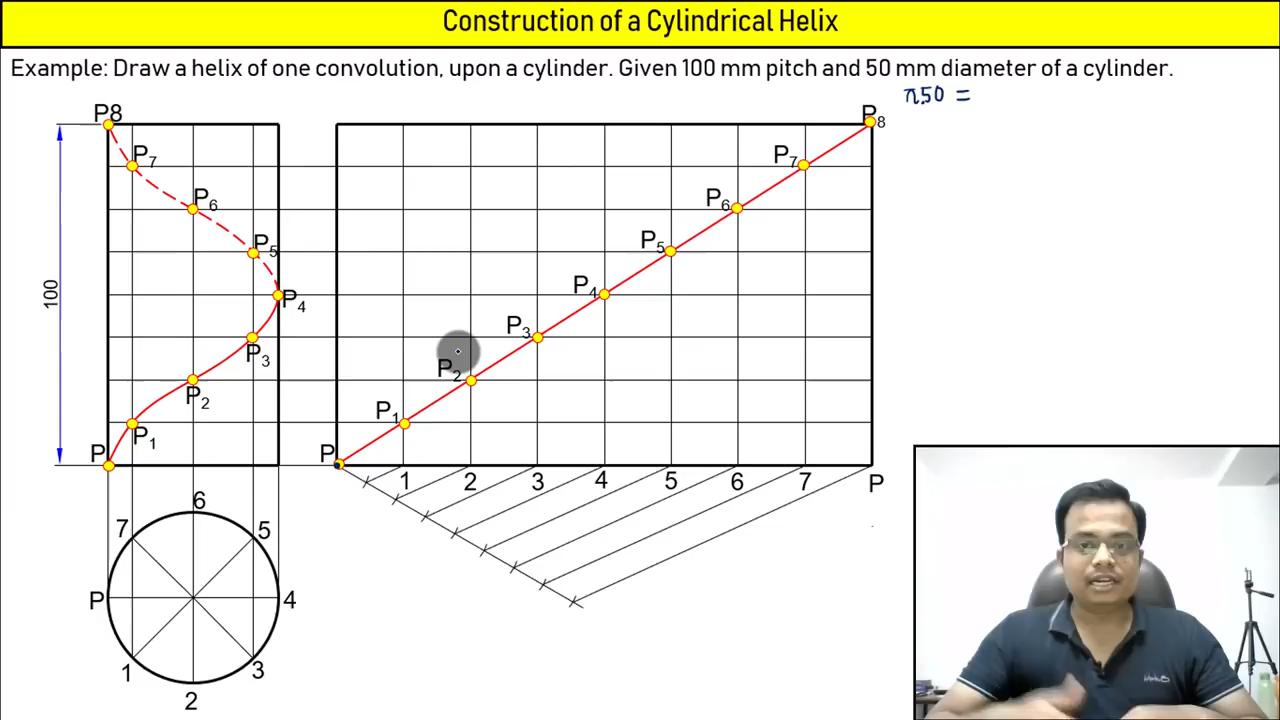 Construction of a Cylindrical Helix
Example: Draw a helix of one convolution, upon a cylinder. Given 100 mm pitch and 50 mm diameter of a cylinder.
π50 =
P8
P7
P6
P5
P4
P3
P2
P1
P
100
P8
P7
P6
P5
P4
P3
P2
P1
P
1 2 3 4 5 6 7 P
6
7 5
P 4
1 3
2